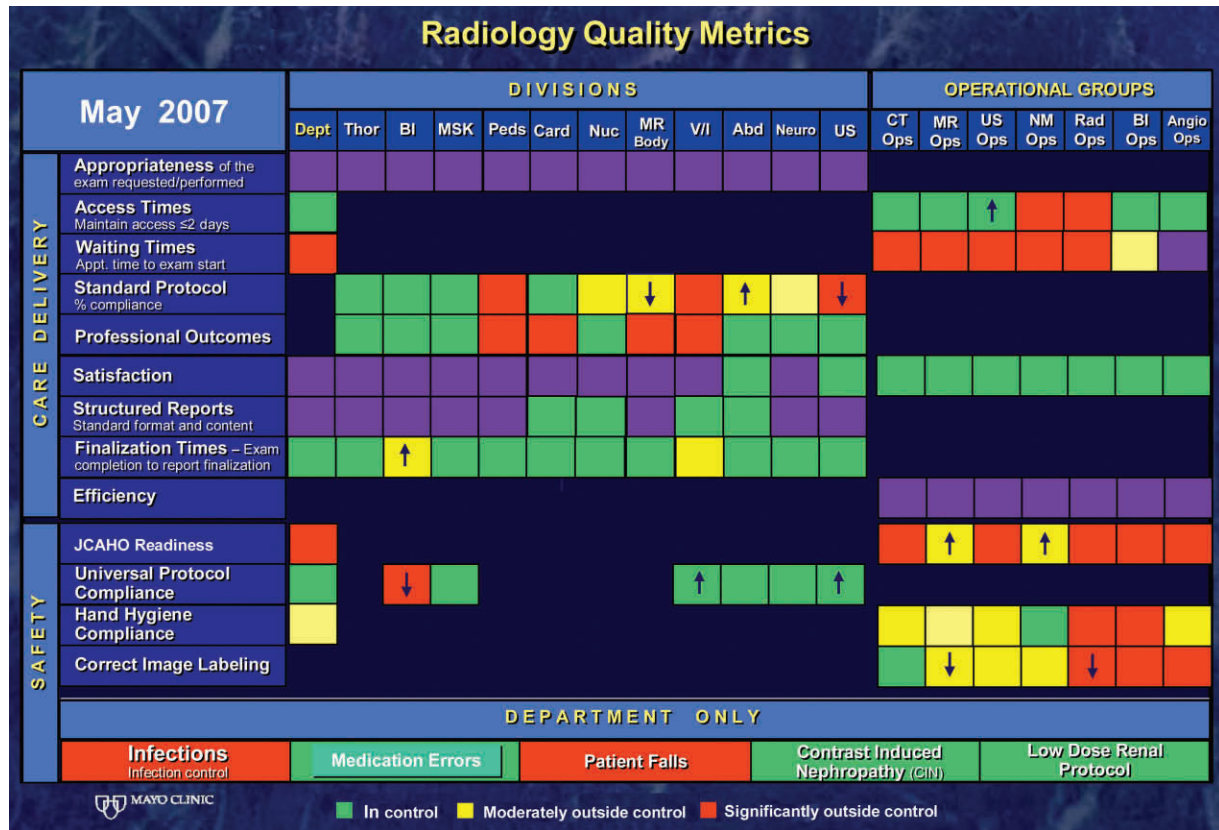 Radiology Quality Metrics
May 2007
DIVISIONS
OPERATIONAL GROUPS
Dept Thor BI MSK Peds Card Nuc MR Body V/I Abd Neuro US
CT Ops MR Ops US Ops NM Ops Rad Ops BI Ops Angio Ops
CARE DELIVERY
Appropriateness of the
exam requested/performed
Access Times
Maintain access ≤2 days
Waiting Times
Appt. time to exam start
Standard Protocol
% compliance
Professional Outcomes
Satisfaction
Structured Reports
Standard format and content
Finalization Times – Exam
completion to report finalization
Efficiency
SAFETY
JCAHO Readiness
Universal Protocol
Compliance
Hand Hygiene
Compliance
Correct Image Labeling
DEPARTMENT ONLY
Infections
Infection control
Medication Errors
Patient Falls
Contrast Induced
Nephropathy (CIN)
Low Dose Renal
Protocol
MAYO CLINIC
In control
Moderately outside control
Significantly outside control